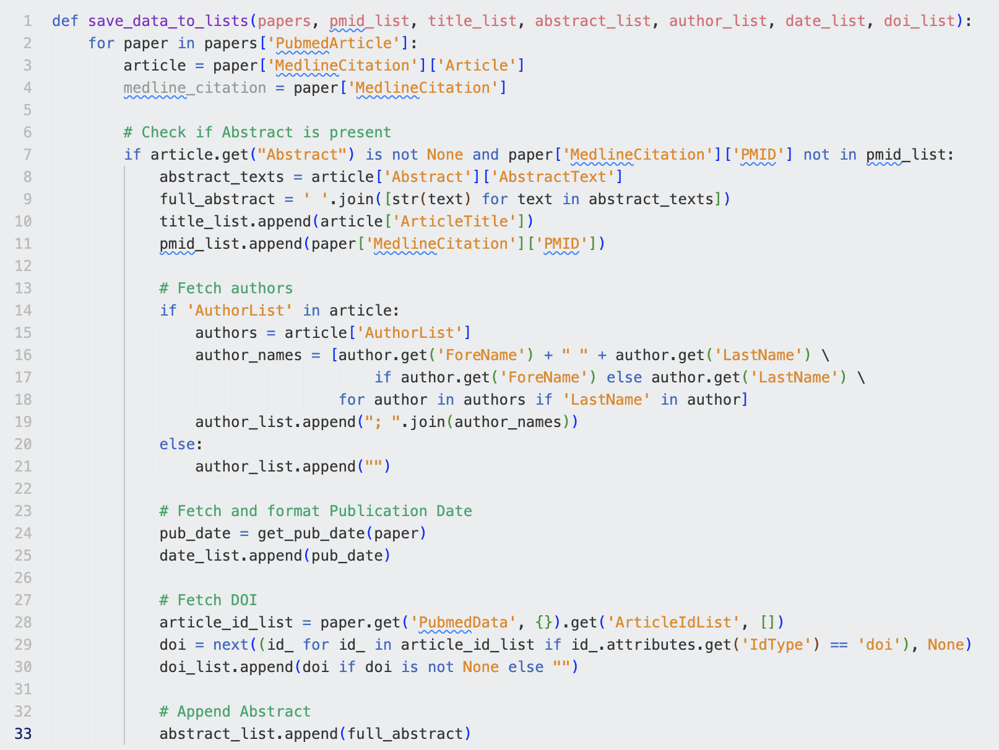 1 def save_data_to_lists(papers, pmid_list, title_list, abstract_list, author_list, date_list, doi_list):
2     for paper in papers['PubmedArticle']:
3         article = paper['MedlineCitation']['Article']
4         medline_citation = paper['MedlineCitation']
5
6         # Check if Abstract is present
7         if article.get("Abstract") is not None and paper['MedlineCitation']['PMID'] not in pmid_list:
8             abstract_texts = article['Abstract']['AbstractText']
9             full_abstract = ' '.join([str(text) for text in abstract_texts])
10             title_list.append(article['ArticleTitle'])
11             pmid_list.append(paper['MedlineCitation']['PMID'])
12
13             # Fetch authors
14             if 'AuthorList' in article:
15                 authors = article['AuthorList']
16                 author_names = [author.get('ForeName') + " " + author.get('LastName') \
17                                     if author.get('ForeName') else author.get('LastName') \
18                                 for author in authors if 'LastName' in author]
19                 author_list.append("; ".join(author_names))
20             else:
21                 author_list.append("")
22
23             # Fetch and format Publication Date
24             pub_date = get_pub_date(paper)
25             date_list.append(pub_date)
26
27             # Fetch DOI
28             article_id_list = paper.get('PubmedData', {}).get('ArticleIdList', [])
29             doi = next((id_ for id_ in article_id_list if id_.attributes.get('IdType') == 'doi'), None)
30             doi_list.append(doi if doi is not None else "")
31
32             # Append Abstract
33             abstract_list.append(full_abstract)